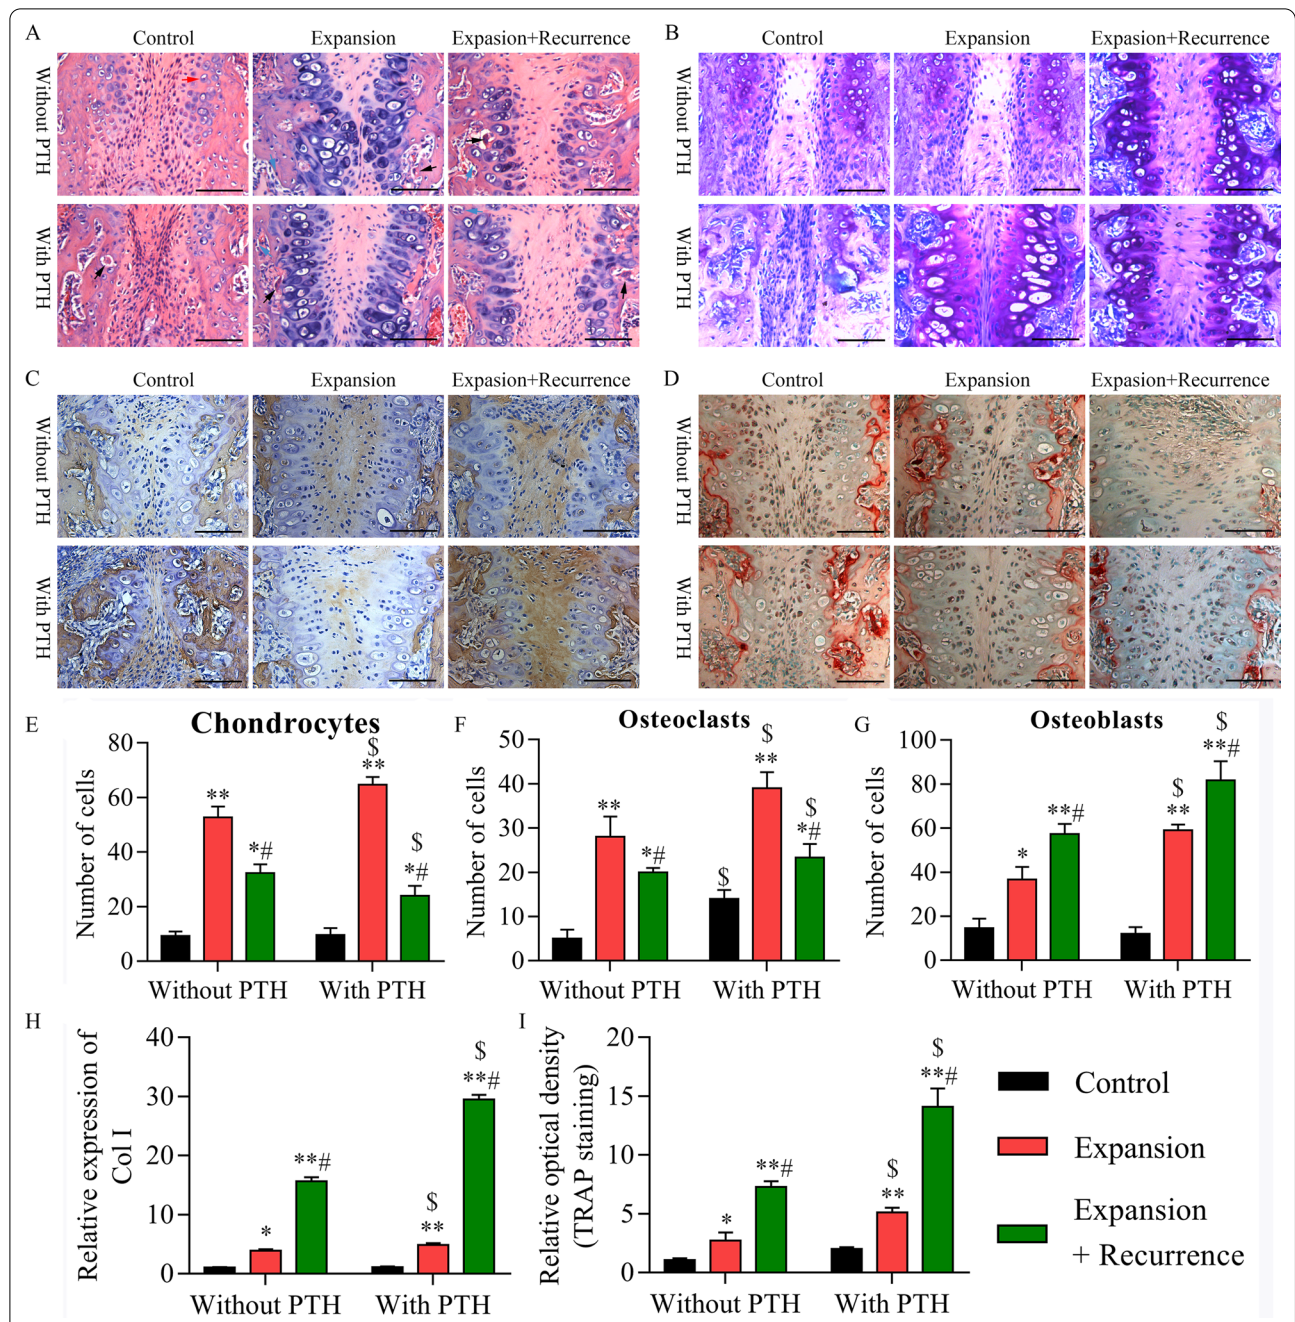 A
Control
Expansion
Expasion+Recurrence
Without PTH
With PTH
B
Control
Expansion
Expasion+Recurrence
Without PTH
With PTH
C
Control
Expansion
Expasion+Recurrence
Without PTH
With PTH
D
Control
Expansion
Expasion+Recurrence
Without PTH
With PTH
E
Chondrocytes
Number of cells
80
60
40
20
0
**
*#
$
**
$
*#
Without PTH
With PTH
F
Osteoclasts
Number of cells
50
40
30
20
10
0
**
*#
$
$
**
$
*#
Without PTH
With PTH
G
Osteoblasts
Number of cells
100
80
60
40
20
0
*
**#
$
**
$
**#
Without PTH
With PTH
H
Relative expression of
Col I
40
30
20
10
0
*
**#
$
**
$
**#
Without PTH
With PTH
I
Relative optical density
(TRAP staining)
20
15
10
5
0
*
**#
$
**
$
**#
Without PTH
With PTH
Control
Expansion
Expansion
+ Recurrence